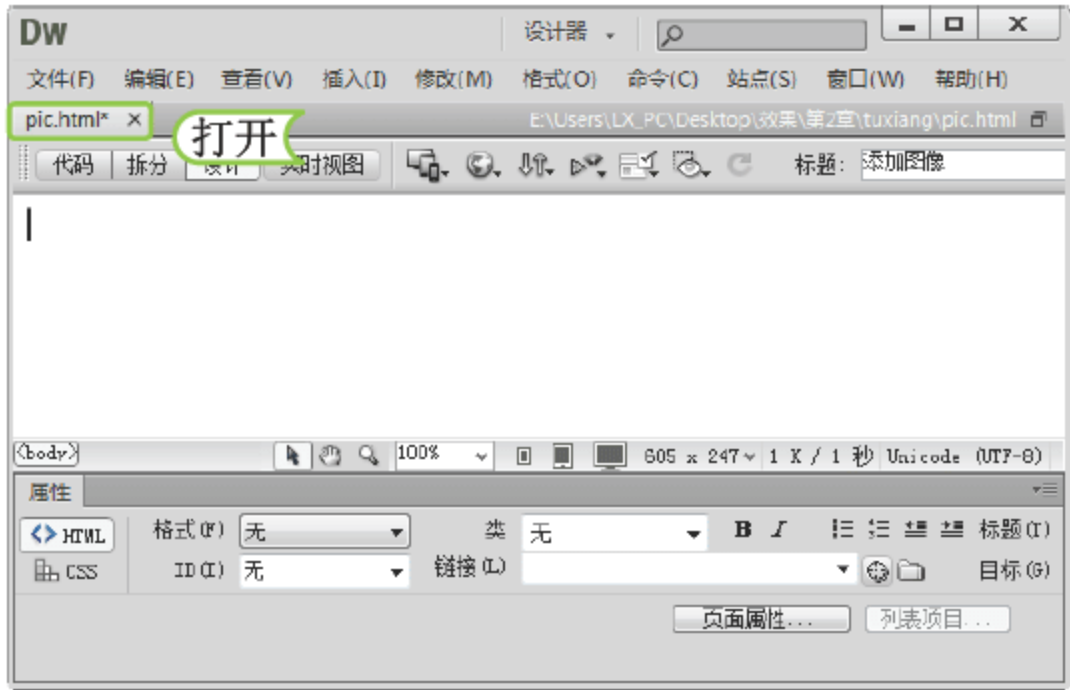 Dw 设计器
文件(F) 编辑(E) 查看(V) 插入(I) 修改(M) 格式(O) 命令(C) 站点(S) 窗口(W) 帮助(H)
pic.html* × E:\Users\LX_PC\Desktop\效果\第2章\tuxiang\pic.html
打开
代码 拆分 设计 实时视图 标题: 添加图像
<body> 100% 605 x 247 1 K / 1 秒 Unicode (UTF-8)
属性
<> HTML 格式(F) 无 类 无 B I 标题(T)
CSS ID(I) 无 链接(L) 目标(G)
页面属性... 列表项目...